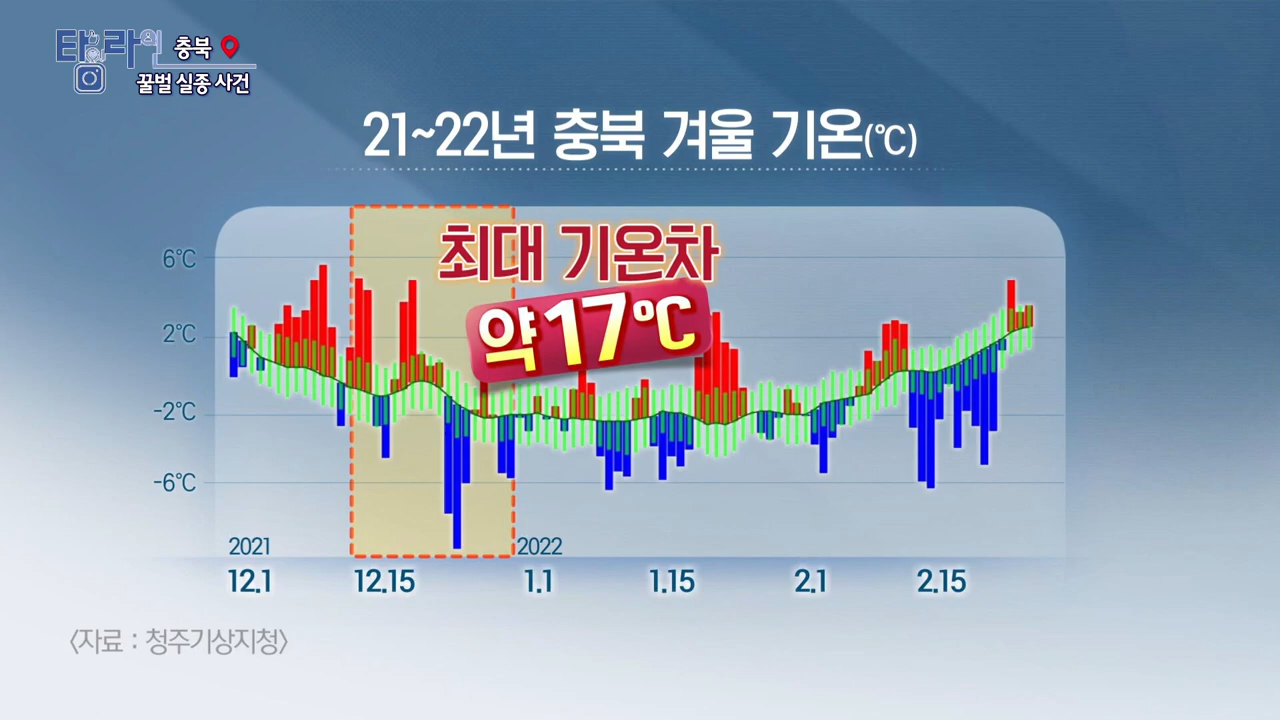 탐라인 충북
꿀벌 실종 사건
21~22년 충북 겨울 기온(℃)
최대 기온차
약 17℃
6℃
2℃
-2℃
-6℃
2021
2022
12.1
12.15
1.1
1.15
2.1
2.15
〈자료 : 청주기상지청〉